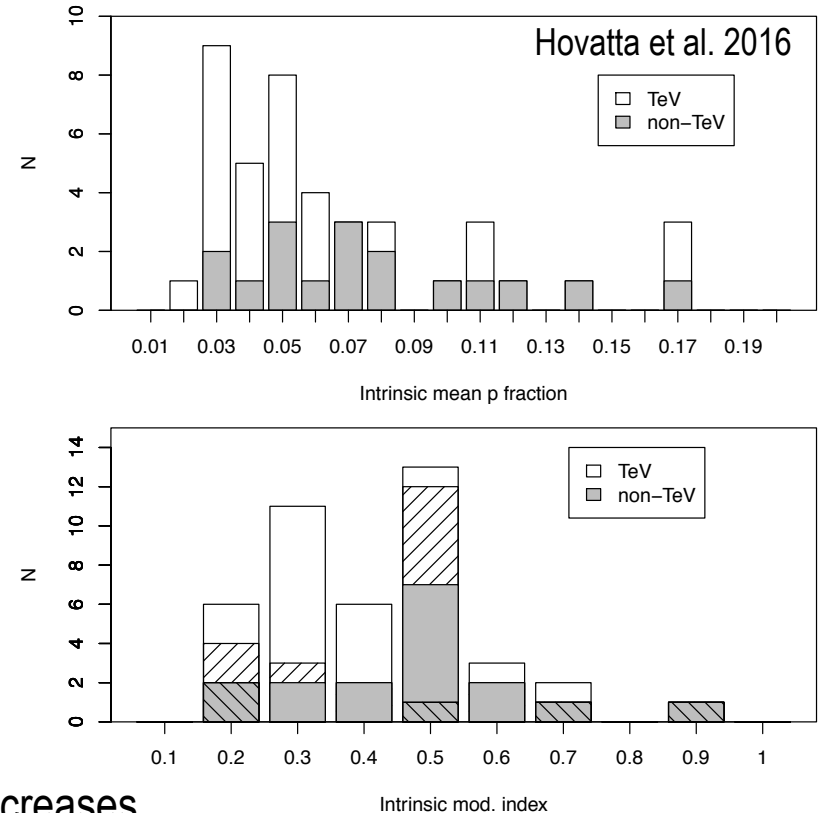 Hovatta et al. 2016
10
8
6
4
2
0
N
TeV
non−TeV
0.01 0.03 0.05 0.07 0.09 0.11 0.13 0.15 0.17 0.19
Intrinsic mean p fraction
14
12
10
8
6
4
2
0
N
TeV
non−TeV
0.1 0.2 0.3 0.4 0.5 0.6 0.7 0.8 0.9 1
Intrinsic mod. index
creases